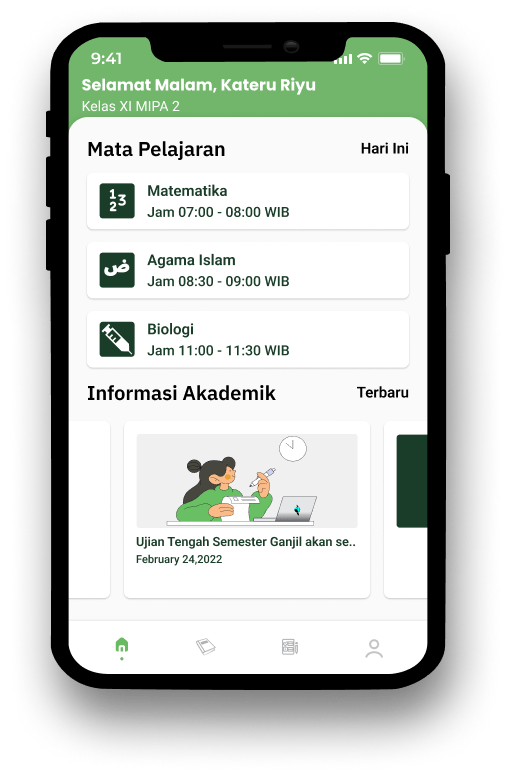 9:41
Selamat Malam, Kateru Riyu
Kelas XI MIPA 2
Mata Pelajaran
Hari Ini
123
Matematika
Jam 07:00 - 08:00 WIB
ض
Agama Islam
Jam 08:30 - 09:00 WIB
Biologi
Jam 11:00 - 11:30 WIB
Informasi Akademik
Terbaru
Ujian Tengah Semester Ganjil akan se..
February 24,2022